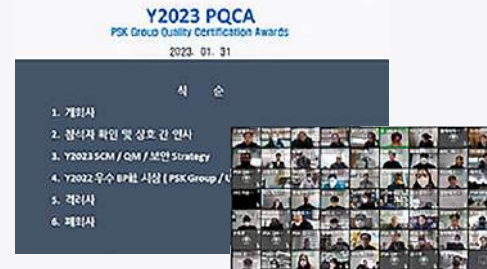 Y2023 PQCA
PSK Group Quality Certification Awards
2023. 01. 31
식 순
1. 개회사
2. 참석자 확인 및 상호 간 인사
3. Y2023 SCM / QM / 보안 Strategy
4. Y2022 우수 BP社 시상 ( PSK Group / U
5. 격려사
6. 폐회사